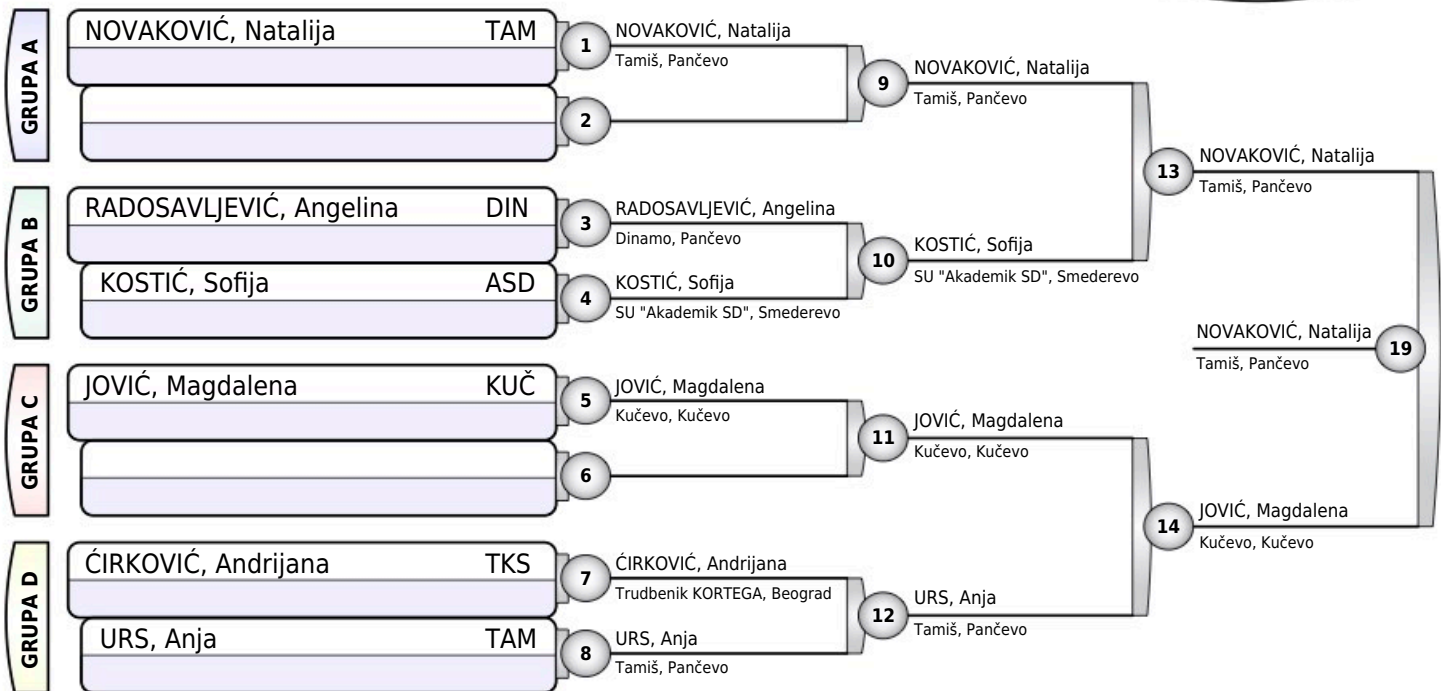 GRUPA A
NOVAKOVIĆ, Natalija TAM
1
NOVAKOVIĆ, Natalija
Tamiš, Pančevo
2
9
NOVAKOVIĆ, Natalija
Tamiš, Pančevo
13
NOVAKOVIĆ, Natalija
Tamiš, Pančevo
GRUPA B
RADOSAVLJEVIĆ, Angelina DIN
3
RADOSAVLJEVIĆ, Angelina
Dinamo, Pančevo
KOSTIĆ, Sofija ASD
4
KOSTIĆ, Sofija
SU "Akademik SD", Smederevo
10
KOSTIĆ, Sofija
SU "Akademik SD", Smederevo
NOVAKOVIĆ, Natalija
Tamiš, Pančevo
19
GRUPA C
JOVIĆ, Magdalena KUČ
5
JOVIĆ, Magdalena
Kučevo, Kučevo
6
11
JOVIĆ, Magdalena
Kučevo, Kučevo
14
JOVIĆ, Magdalena
Kučevo, Kučevo
GRUPA D
ĆIRKOVIĆ, Andrijana TKS
7
ĆIRKOVIĆ, Andrijana
Trudbenik KORTEGA, Beograd
URS, Anja TAM
8
URS, Anja
Tamiš, Pančevo
12
URS, Anja
Tamiš, Pančevo